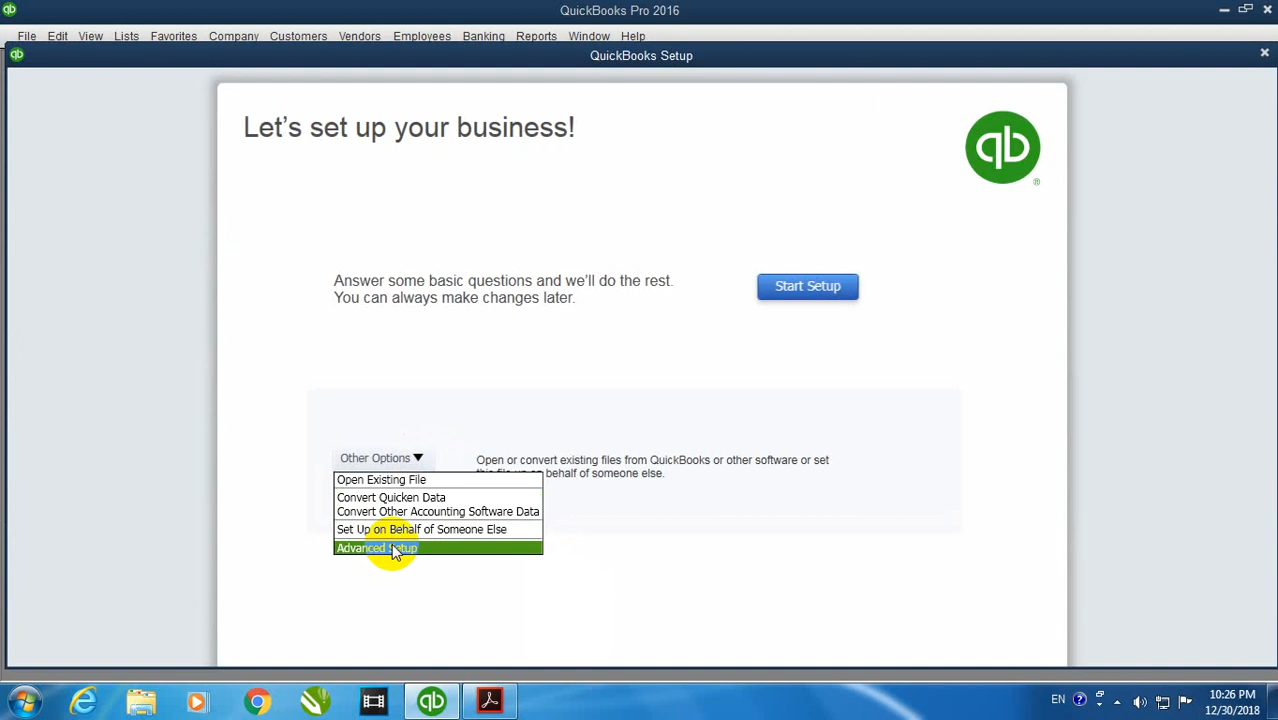 QuickBooks Pro 2016
File Edit View Lists Favorites Company Customers Vendors Employees Banking Reports Window Help
QuickBooks Setup
Let's set up your business!
qb
®
Answer some basic questions and we'll do the rest.
You can always make changes later.
Start Setup
Other Options ▼
Open or convert existing files from QuickBooks or other software or set
behalf of someone else.
Open Existing File
Convert Quicken Data
Convert Other Accounting Software Data
Set Up on Behalf of Someone Else
Advanced Setup
EN
10:26 PM
12/30/2018